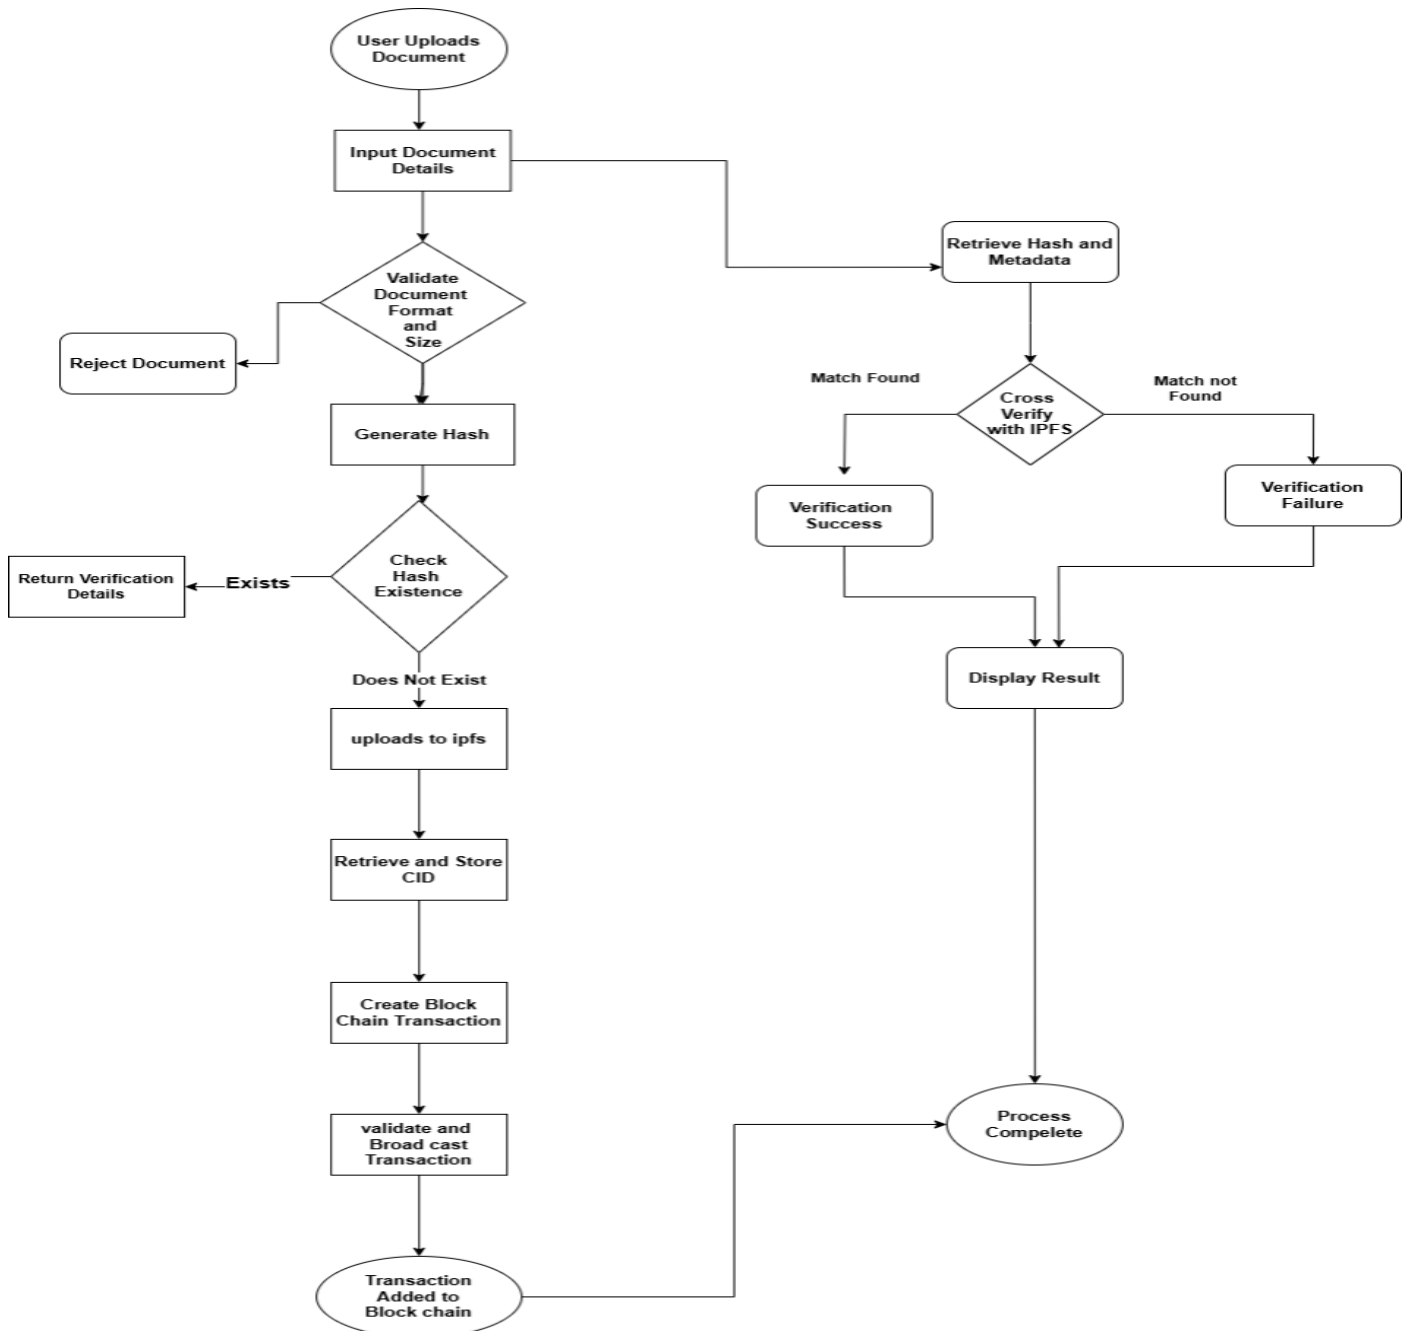 User Uploads
Document
Input Document
Details
Retrieve Hash and
Metadata
Validate
Document
Format
and
Size
Reject Document
Match Found
Match not
Found
Cross
Verify
with IPFS
Generate Hash
Verification
Success
Verification
Failure
Check
Hash
Existence
Exists
Return Verification
Details
Does Not Exist
Display Result
uploads to ipfs
Retrieve and Store
CID
Create Block
Chain Transaction
validate and
Broad cast
Transaction
Process
Compelete
Transaction
Added to
Block chain